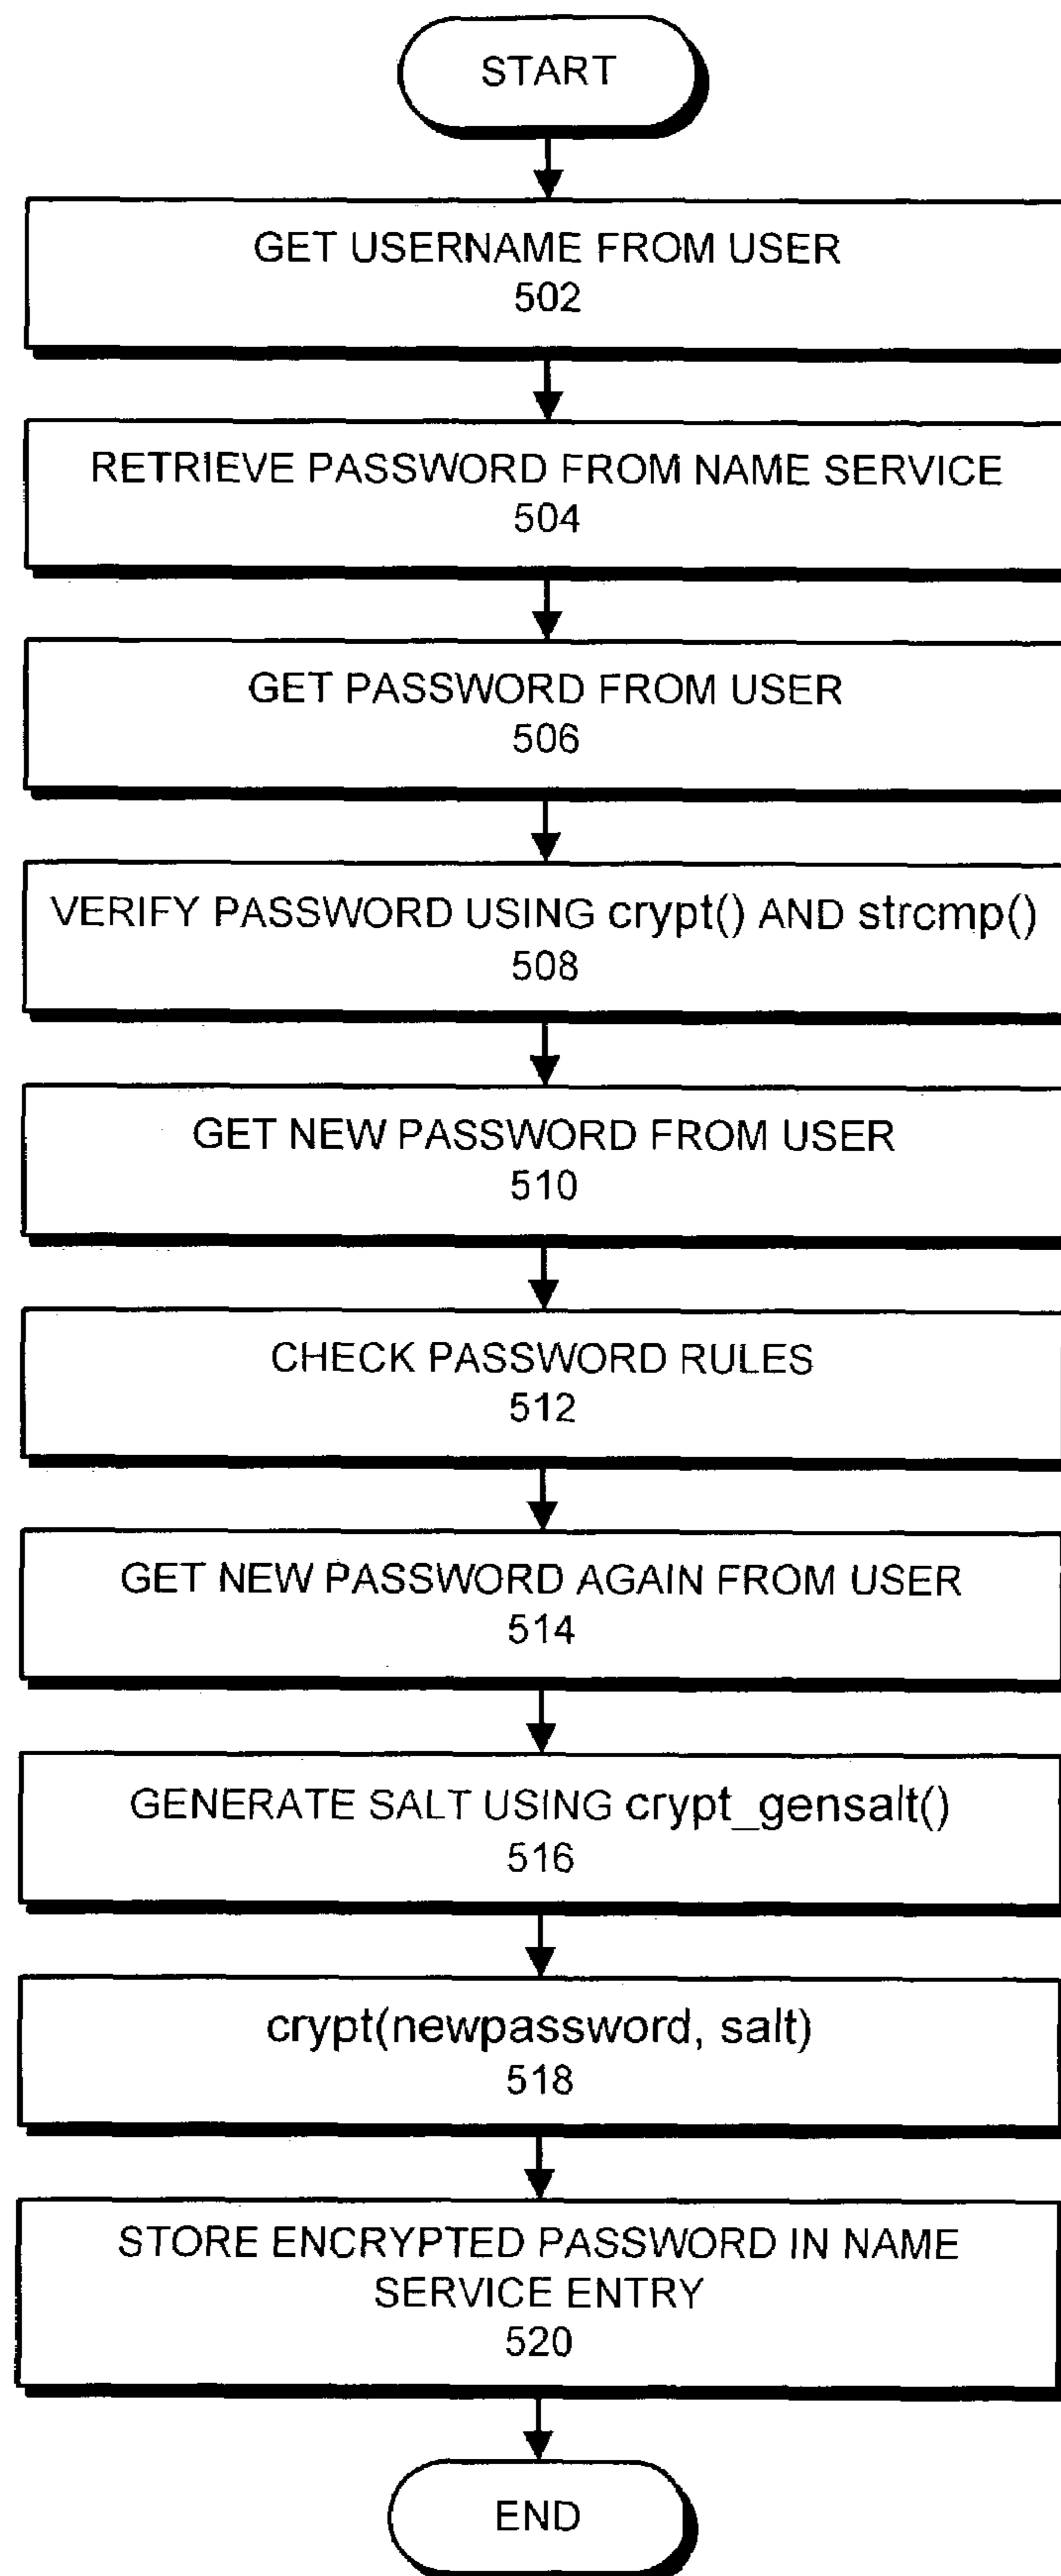 START
GET USERNAME FROM USER
502
RETRIEVE PASSWORD FROM NAME SERVICE
504
GET PASSWORD FROM USER
506
VERIFY PASSWORD USING crypt() AND strcmp()
508
GET NEW PASSWORD FROM USER
510
CHECK PASSWORD RULES
512
GET NEW PASSWORD AGAIN FROM USER
514
GENERATE SALT USING crypt_gensalt()
516
crypt(newpassword, salt)
518
STORE ENCRYPTED PASSWORD IN NAME
SERVICE ENTRY
520
END